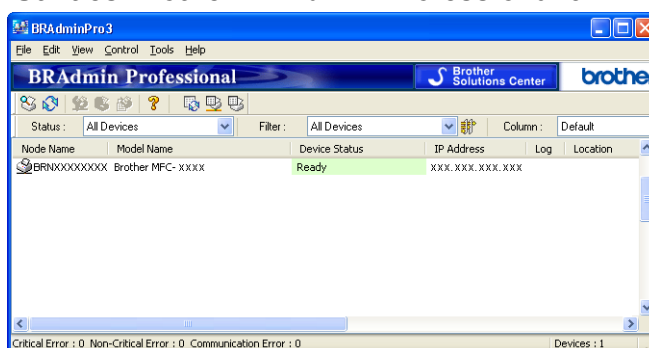 BRAdminPro3
File Edit View Control Tools Help
BRAdmin Professional Brother Solutions Center brothe
?
Status : All Devices Filter : All Devices Column : Default
Node Name Model Name Device Status IP Address Log Location
BRNXXXXXXX Brother MFC- XXXX Ready XXX.XXX.XXX.XXX
Critical Error : 0 Non-Critical Error : 0 Communication Error : 0 Devices : 1